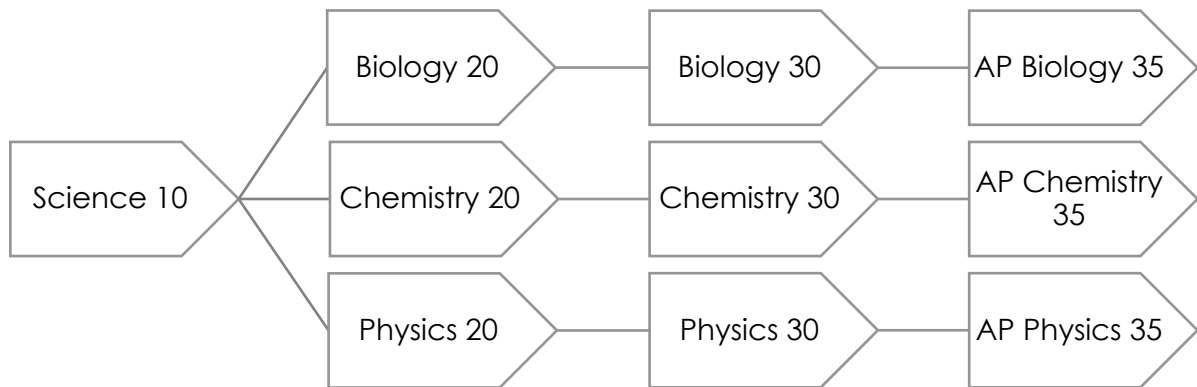 Biology 20
Biology 30
AP Biology 35
Science 10
Chemistry 20
Chemistry 30
AP Chemistry
35
Physics 20
Physics 30
AP Physics 35